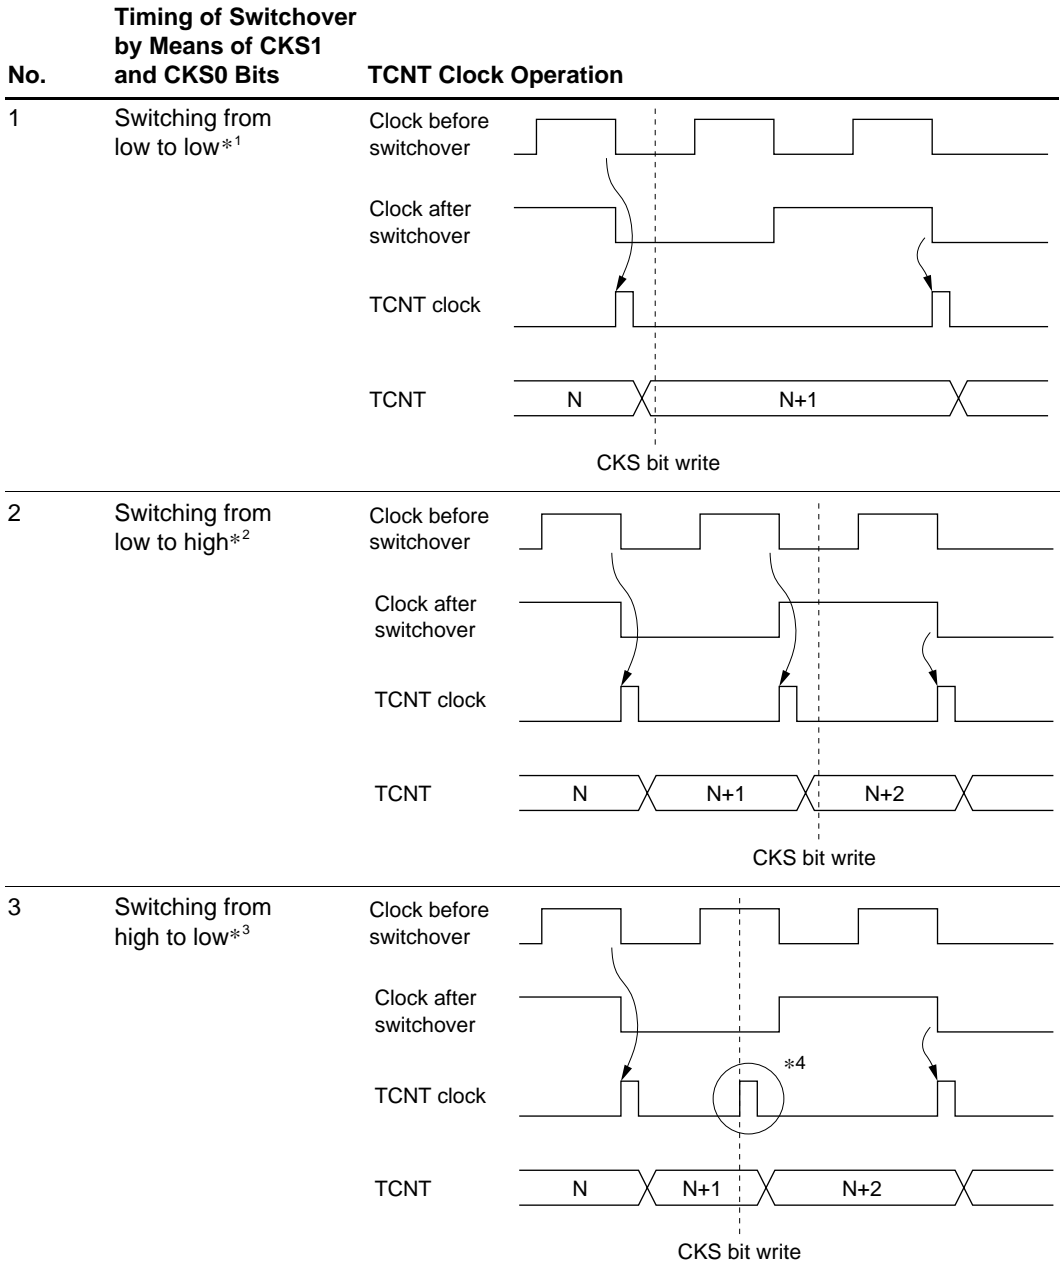 No.
Timing of Switchover
by Means of CKS1
and CKS0 Bits
TCNT Clock Operation
1
Switching from
low to low*1
Clock before
switchover
Clock after
switchover
TCNT clock
TCNT
N
N+1
CKS bit write
2
Switching from
low to high*2
Clock before
switchover
Clock after
switchover
TCNT clock
TCNT
N
N+1
N+2
CKS bit write
3
Switching from
high to low*3
Clock before
switchover
Clock after
switchover
*4
TCNT clock
TCNT
N
N+1
N+2
CKS bit write